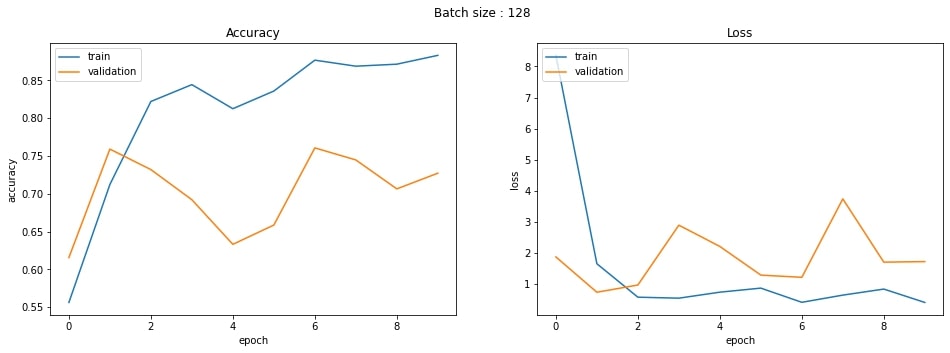 Batch size : 128
Accuracy
train
validation
0.85
0.80
0.75
0.70
0.65
0.60
0.55
accuracy
0 2 4 6 8
epoch
Loss
train
validation
8
7
6
5
4
3
2
1
loss
0 2 4 6 8
epoch